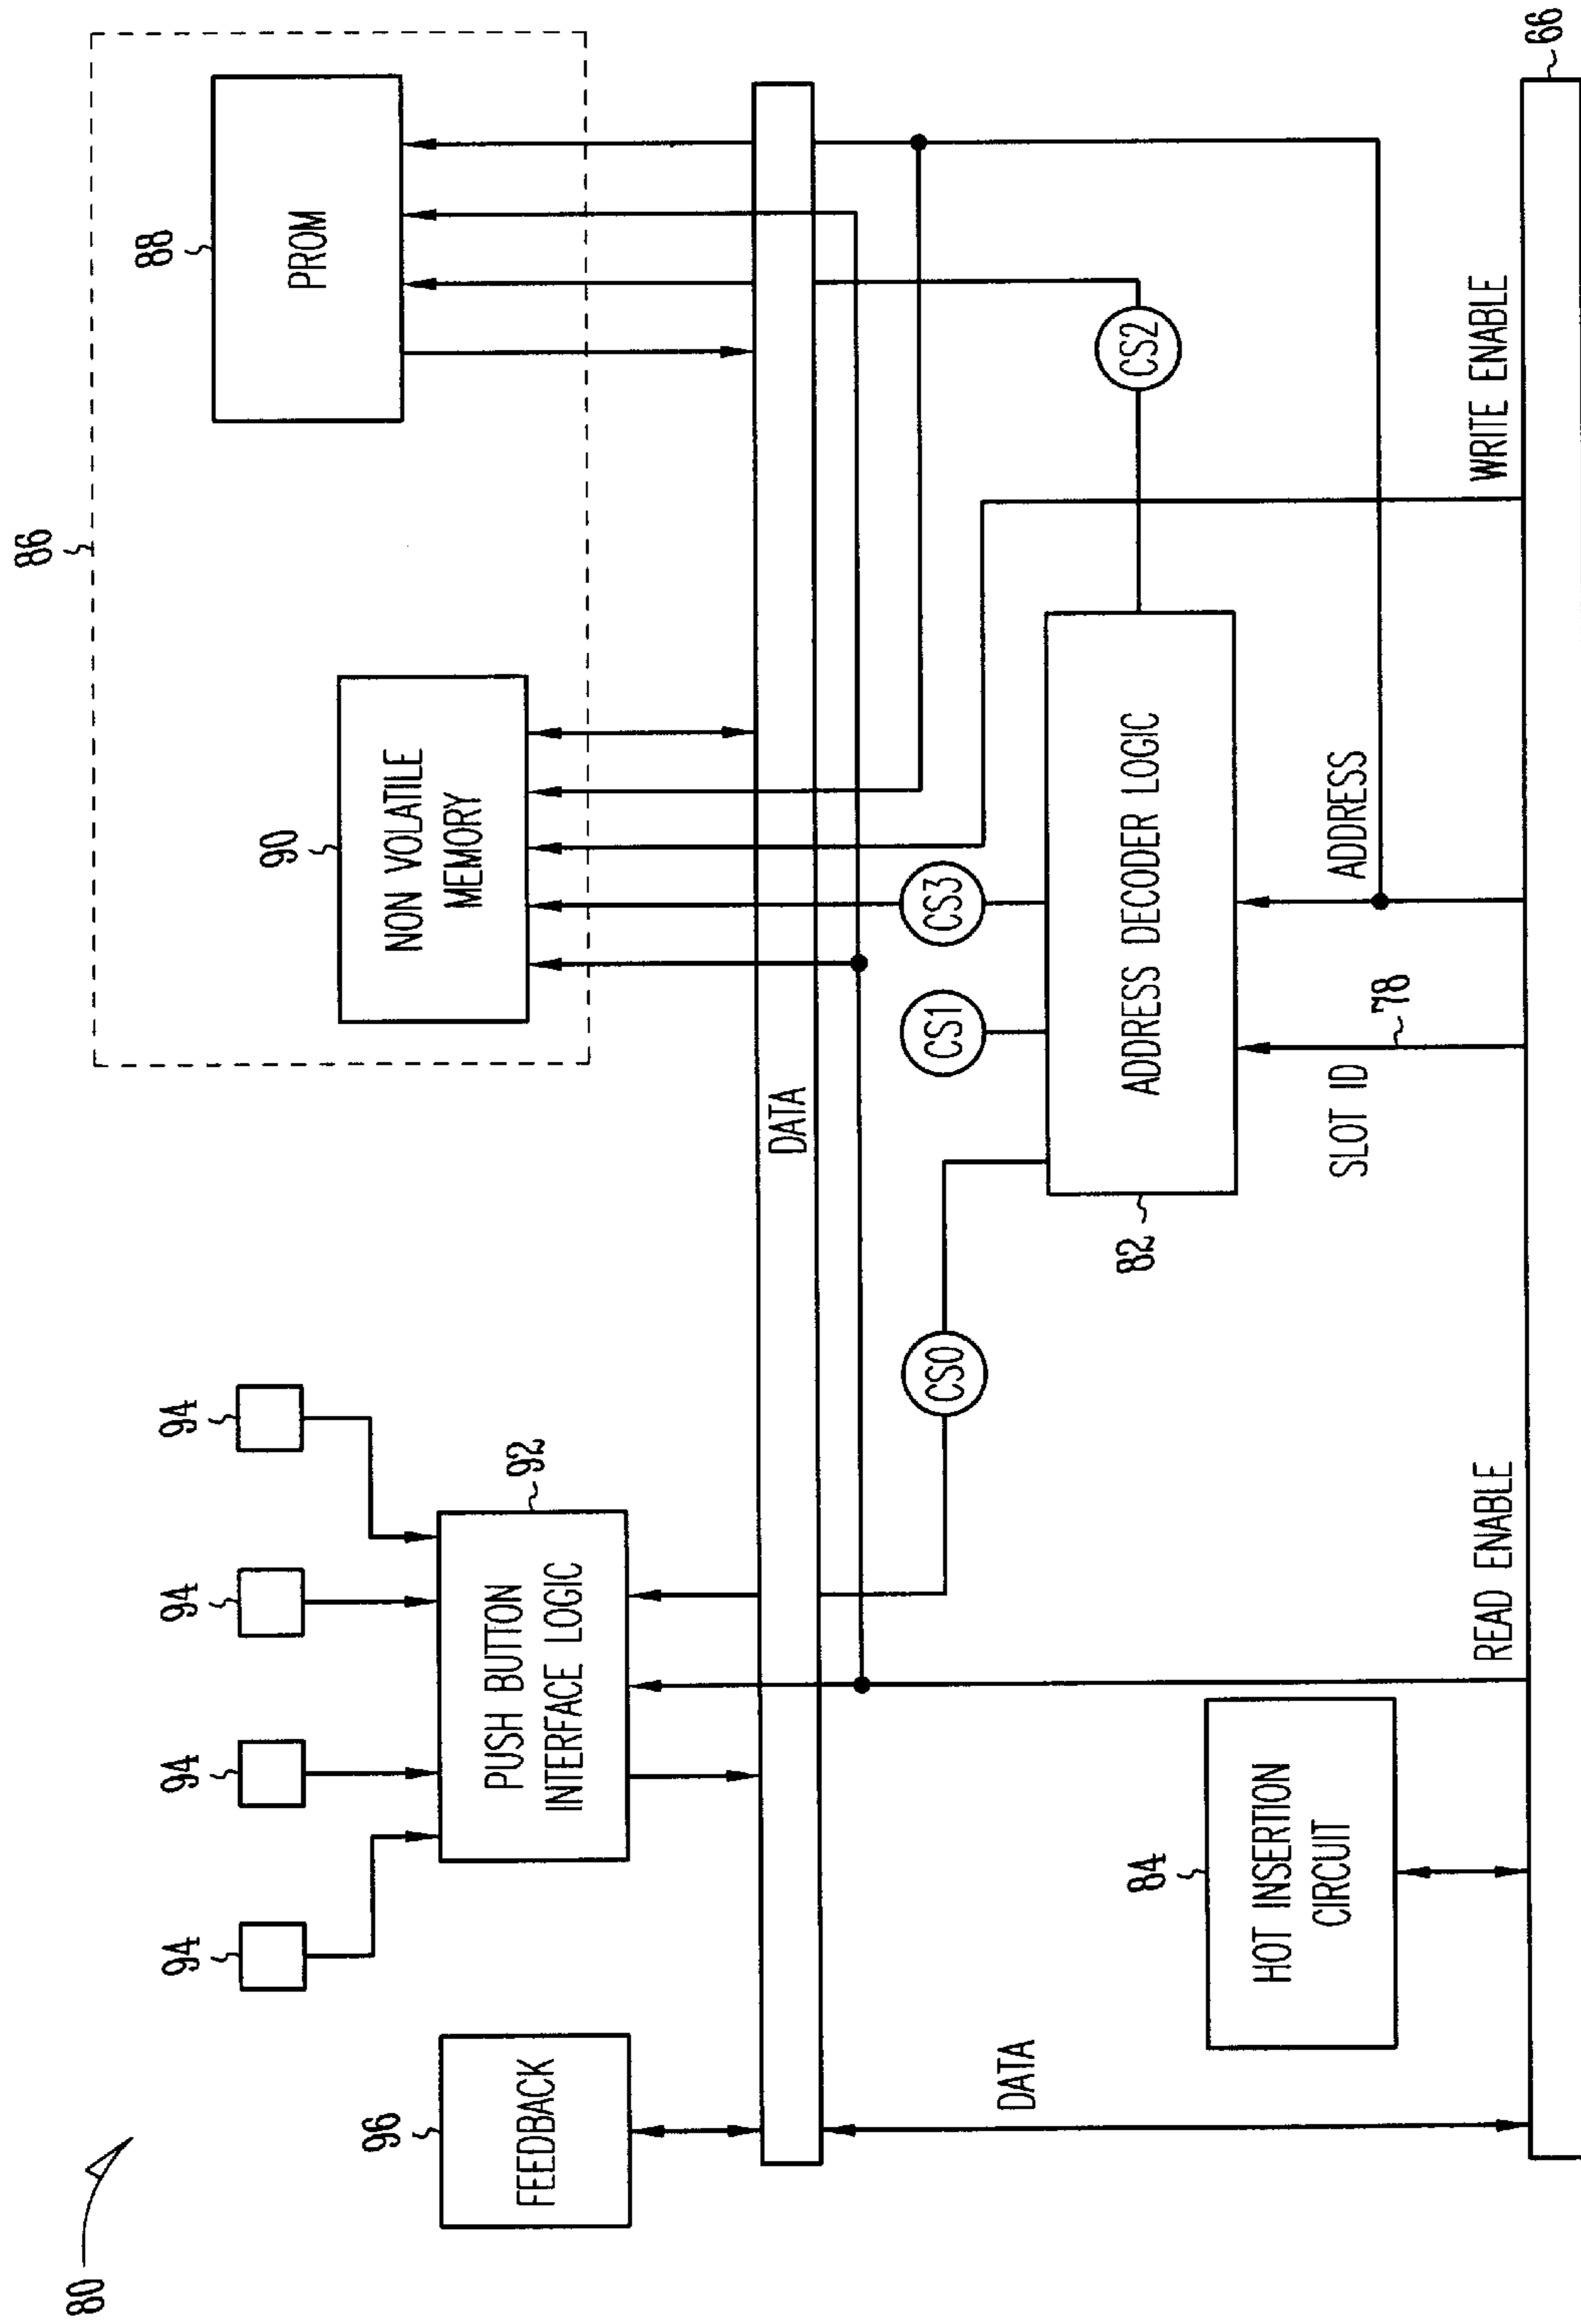 80
86
88
PROM
90
NON VOLATILE
MEMORY
94
94
94
94
92
PUSH BUTTON
INTERFACE LOGIC
96
FEEDBACK
DATA
CS0
CS1
CS3
CS2
82
ADDRESS DECODER LOGIC
84
HOT INSERTION
CIRCUIT
DATA
READ ENABLE
SLOT ID
78
ADDRESS
WRITE ENABLE
66